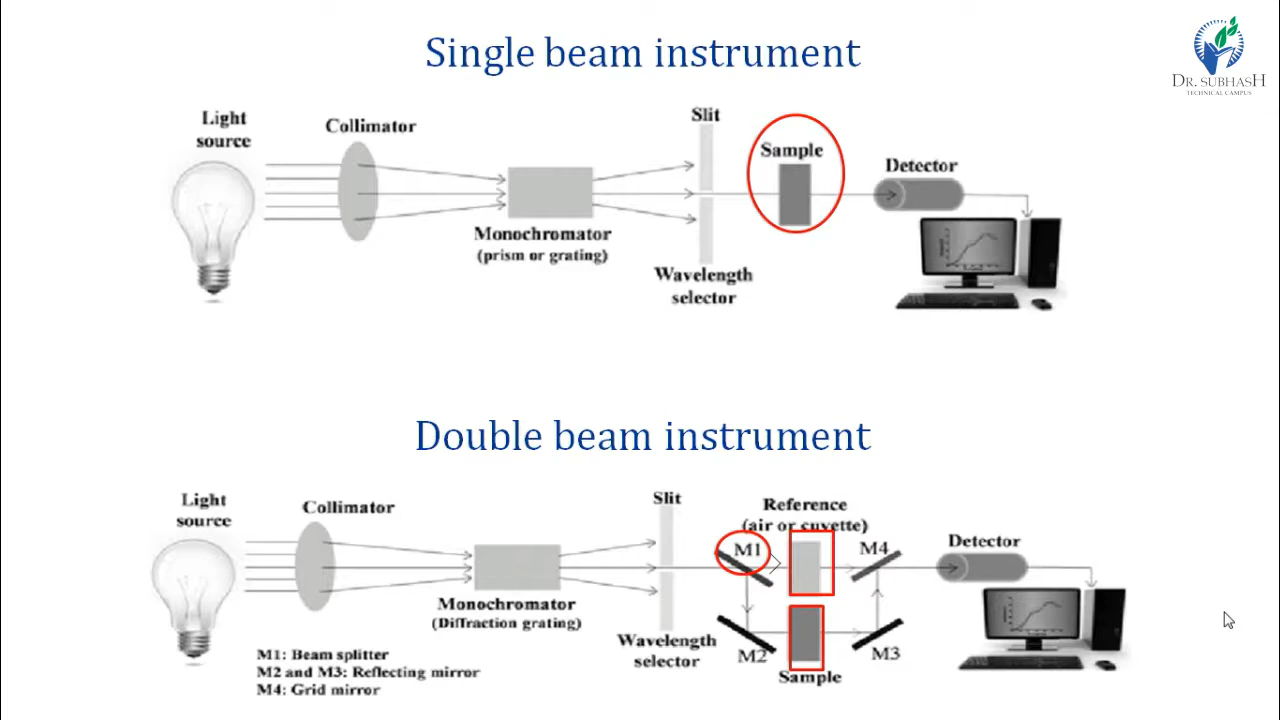 Single beam instrument
DR. SUBHASH
TECHNICAL CAMPUS
Light
source
Collimator
Monochromator
(prism or grating)
Slit
Wavelength
selector
Sample
Detector
Double beam instrument
Light
source
Collimator
Monochromator
(Diffraction grating)
Slit
Wavelength
selector
Reference
(air or cuvette)
M1
M4
M2
M3
Sample
Detector
M1: Beam splitter
M2 and M3: Reflecting mirror
M4: Grid mirror